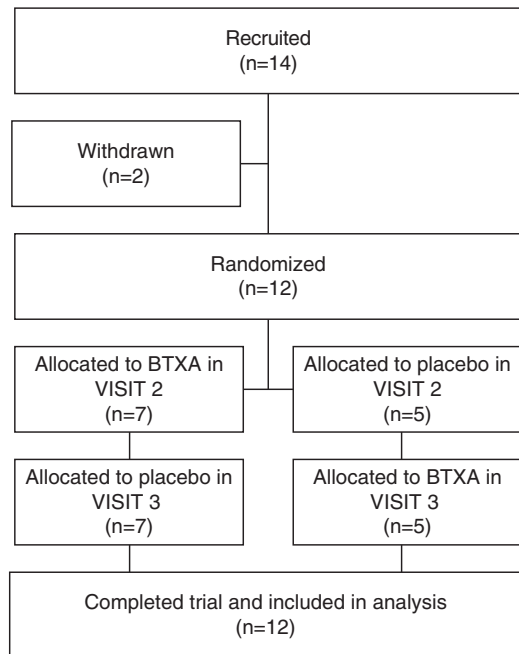 Recruited
(n=14)
Withdrawn
(n=2)
Randomized
(n=12)
Allocated to BTXA in
VISIT 2
(n=7)
Allocated to placebo in
VISIT 2
(n=5)
Allocated to placebo in
VISIT 3
(n=7)
Allocated to BTXA in
VISIT 3
(n=5)
Completed trial and included in analysis
(n=12)